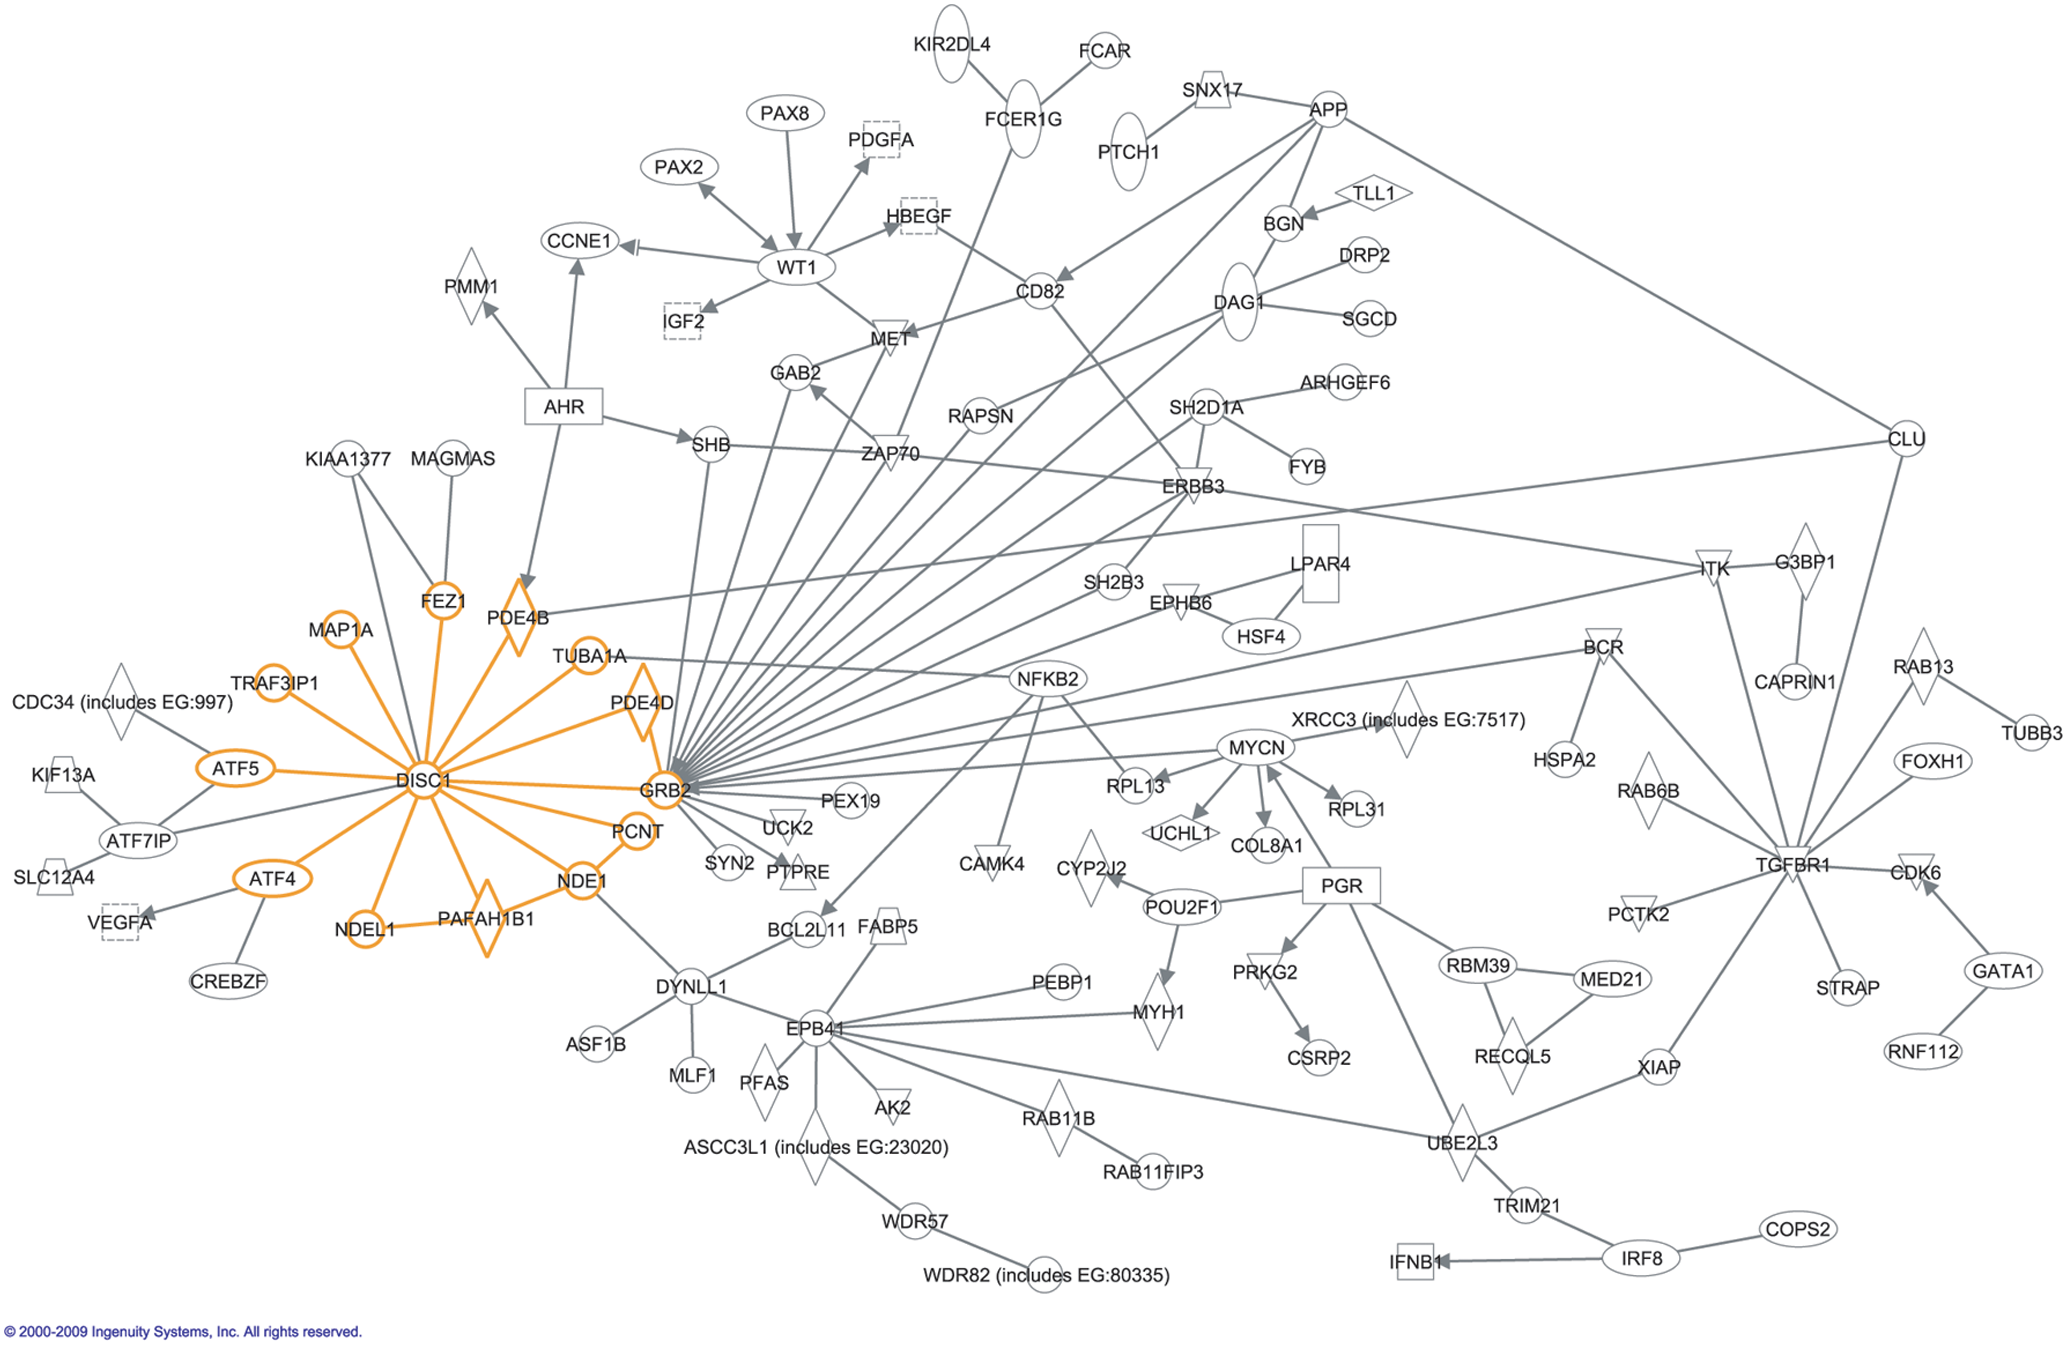 KIR2DL4
FCAR
SNX17
APP
PAX8
FCER1G
PDGFA
PTCH1
PAX2
TLL1
HBEGF
BGN
CCNE1
DRP2
WT1
PMM1
CD82
DAG1
IGF2
SGCD
MET
GAB2
ARHGEF6
AHR
SH2D1A
RAPSN
CLU
SHB
ZAP70
KIAA1377
MAGMAS
FYB
ERBB3
LPAR4
G3BP1
ITK
SH2B3
FEZ1
EPHB6
PDE4B
MAP1A
HSF4
BCR
TUBA1A
RAB13
NFKB2
TRAF3IP1
CAPRIN1
CDC34 (includes EG:997)
PDE4D
XRCC3 (includes EG:7517)
TUBB3
MYCN
HSPA2
FOXH1
ATF5
KIF13A
DISC1
RPL13
GRB2
RAB6B
PEX19
RPL31
UCK2
PCNT
UCHL1
ATF7IP
COL8A1
SYN2
CAMK4
TGFBR1
CYP2J2
PTPRE
CDK6
SLC12A4
ATF4
NDE1
PGR
POU2F1
PCTK2
VEGFA
PAFAH1B1
NDEL1
FABP5
BCL2L11
RBM39
PRKG2
GATA1
MED21
CREBZF
PEBP1
DYNLL1
STRAP
MYH1
EPB41
ASF1B
RNF112
RECQL5
CSRP2
XIAP
MLF1
PFAS
AK2
RAB11B
UBE2L3
ASCC3L1 (includes EG:23020)
RAB11FIP3
TRIM21
WDR57
COPS2
IRF8
IFNB1
WDR82 (includes EG:80335)
© 2000-2009 Ingenuity Systems, Inc. All rights reserved.